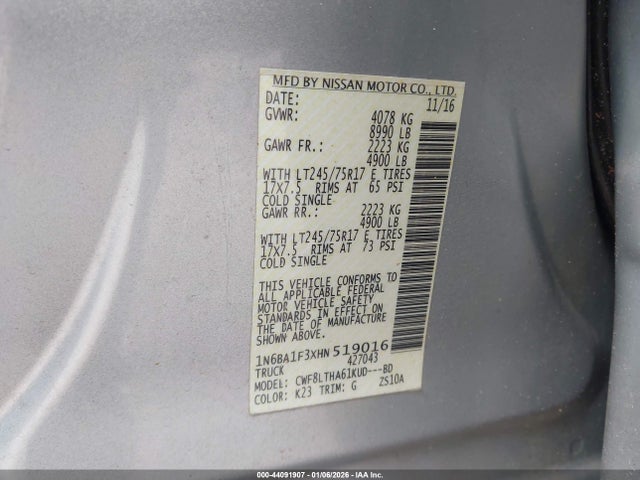 MFD BY NISSAN MOTOR CO., LTD.
DATE: 11/16
GVWR: 4078 KG
8990 LB
GAWR FR.: 2223 KG
4900 LB
WITH LT245/75R17 E TIRES
17X7.5 RIMS AT 65 PSI
COLD SINGLE
GAWR RR.: 2223 KG
4900 LB
WITH LT245/75R17 E TIRES
17X7.5 RIMS AT 73 PSI
COLD SINGLE
THIS VEHICLE CONFORMS TO
ALL APPLICABLE FEDERAL
MOTOR VEHICLE SAFETY
STANDARDS IN EFFECT ON
THE DATE OF MANUFACTURE
SHOWN ABOVE.
1N6BA1F3XHN519016
TRUCK 427043
MODEL: CWF8LTHA61KUD---BD
COLOR: K23 TRIM: G ZS10A
000-44091907 - 01/06/2026 - © IAA Inc.